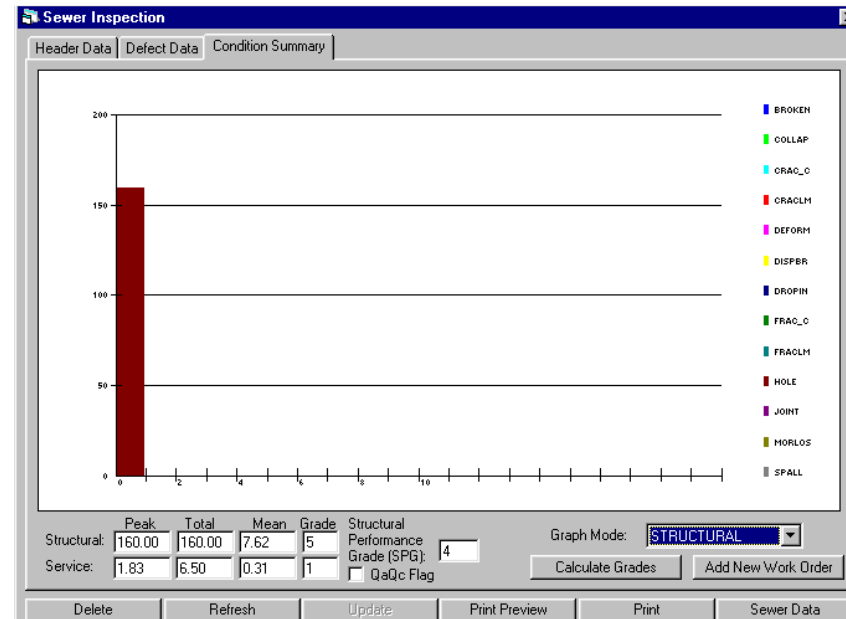 Sewer Inspection
Header Data Defect Data Condition Summary
200
150
100
50
0
0 2 4 6 8 10
BROKEN
COLLAP
CRAC_C
CRACLM
DEFORM
DISPBR
DROPIN
FRAC_C
FRACLM
HOLE
JOINT
MORLOS
SPALL
Peak Total Mean Grade
Structural: 160.00 160.00 7.62 5
Service: 1.83 6.50 0.31 1
Structural
Performance
Grade (SPG): 4
QaQc Flag
Graph Mode: STRUCTURAL
Calculate Grades Add New Work Order
Delete Refresh Update Print Preview Print Sewer Data